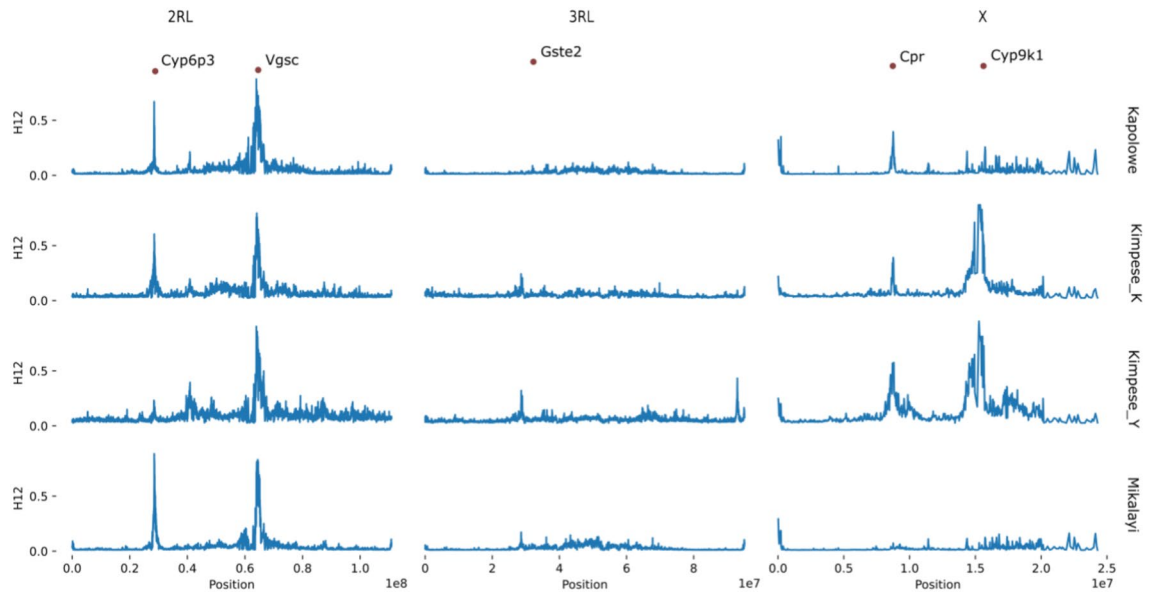 2RL 3RL X
Cyp6p3 Vgsc Gste2 Cpr Cyp9k1
H12 0.5 0.0 Kapolowe
H12 0.5 0.0 Kimpese_K
H12 0.5 0.0 Kimpese_Y
H12 0.5 0.0 Mikalayi
0.0 0.2 0.4 0.6 0.8 1.0 0 2 4 6 8 0.0 0.5 1.0 1.5 2.0 2.5
Position 1e8 Position 1e7 Position 1e7